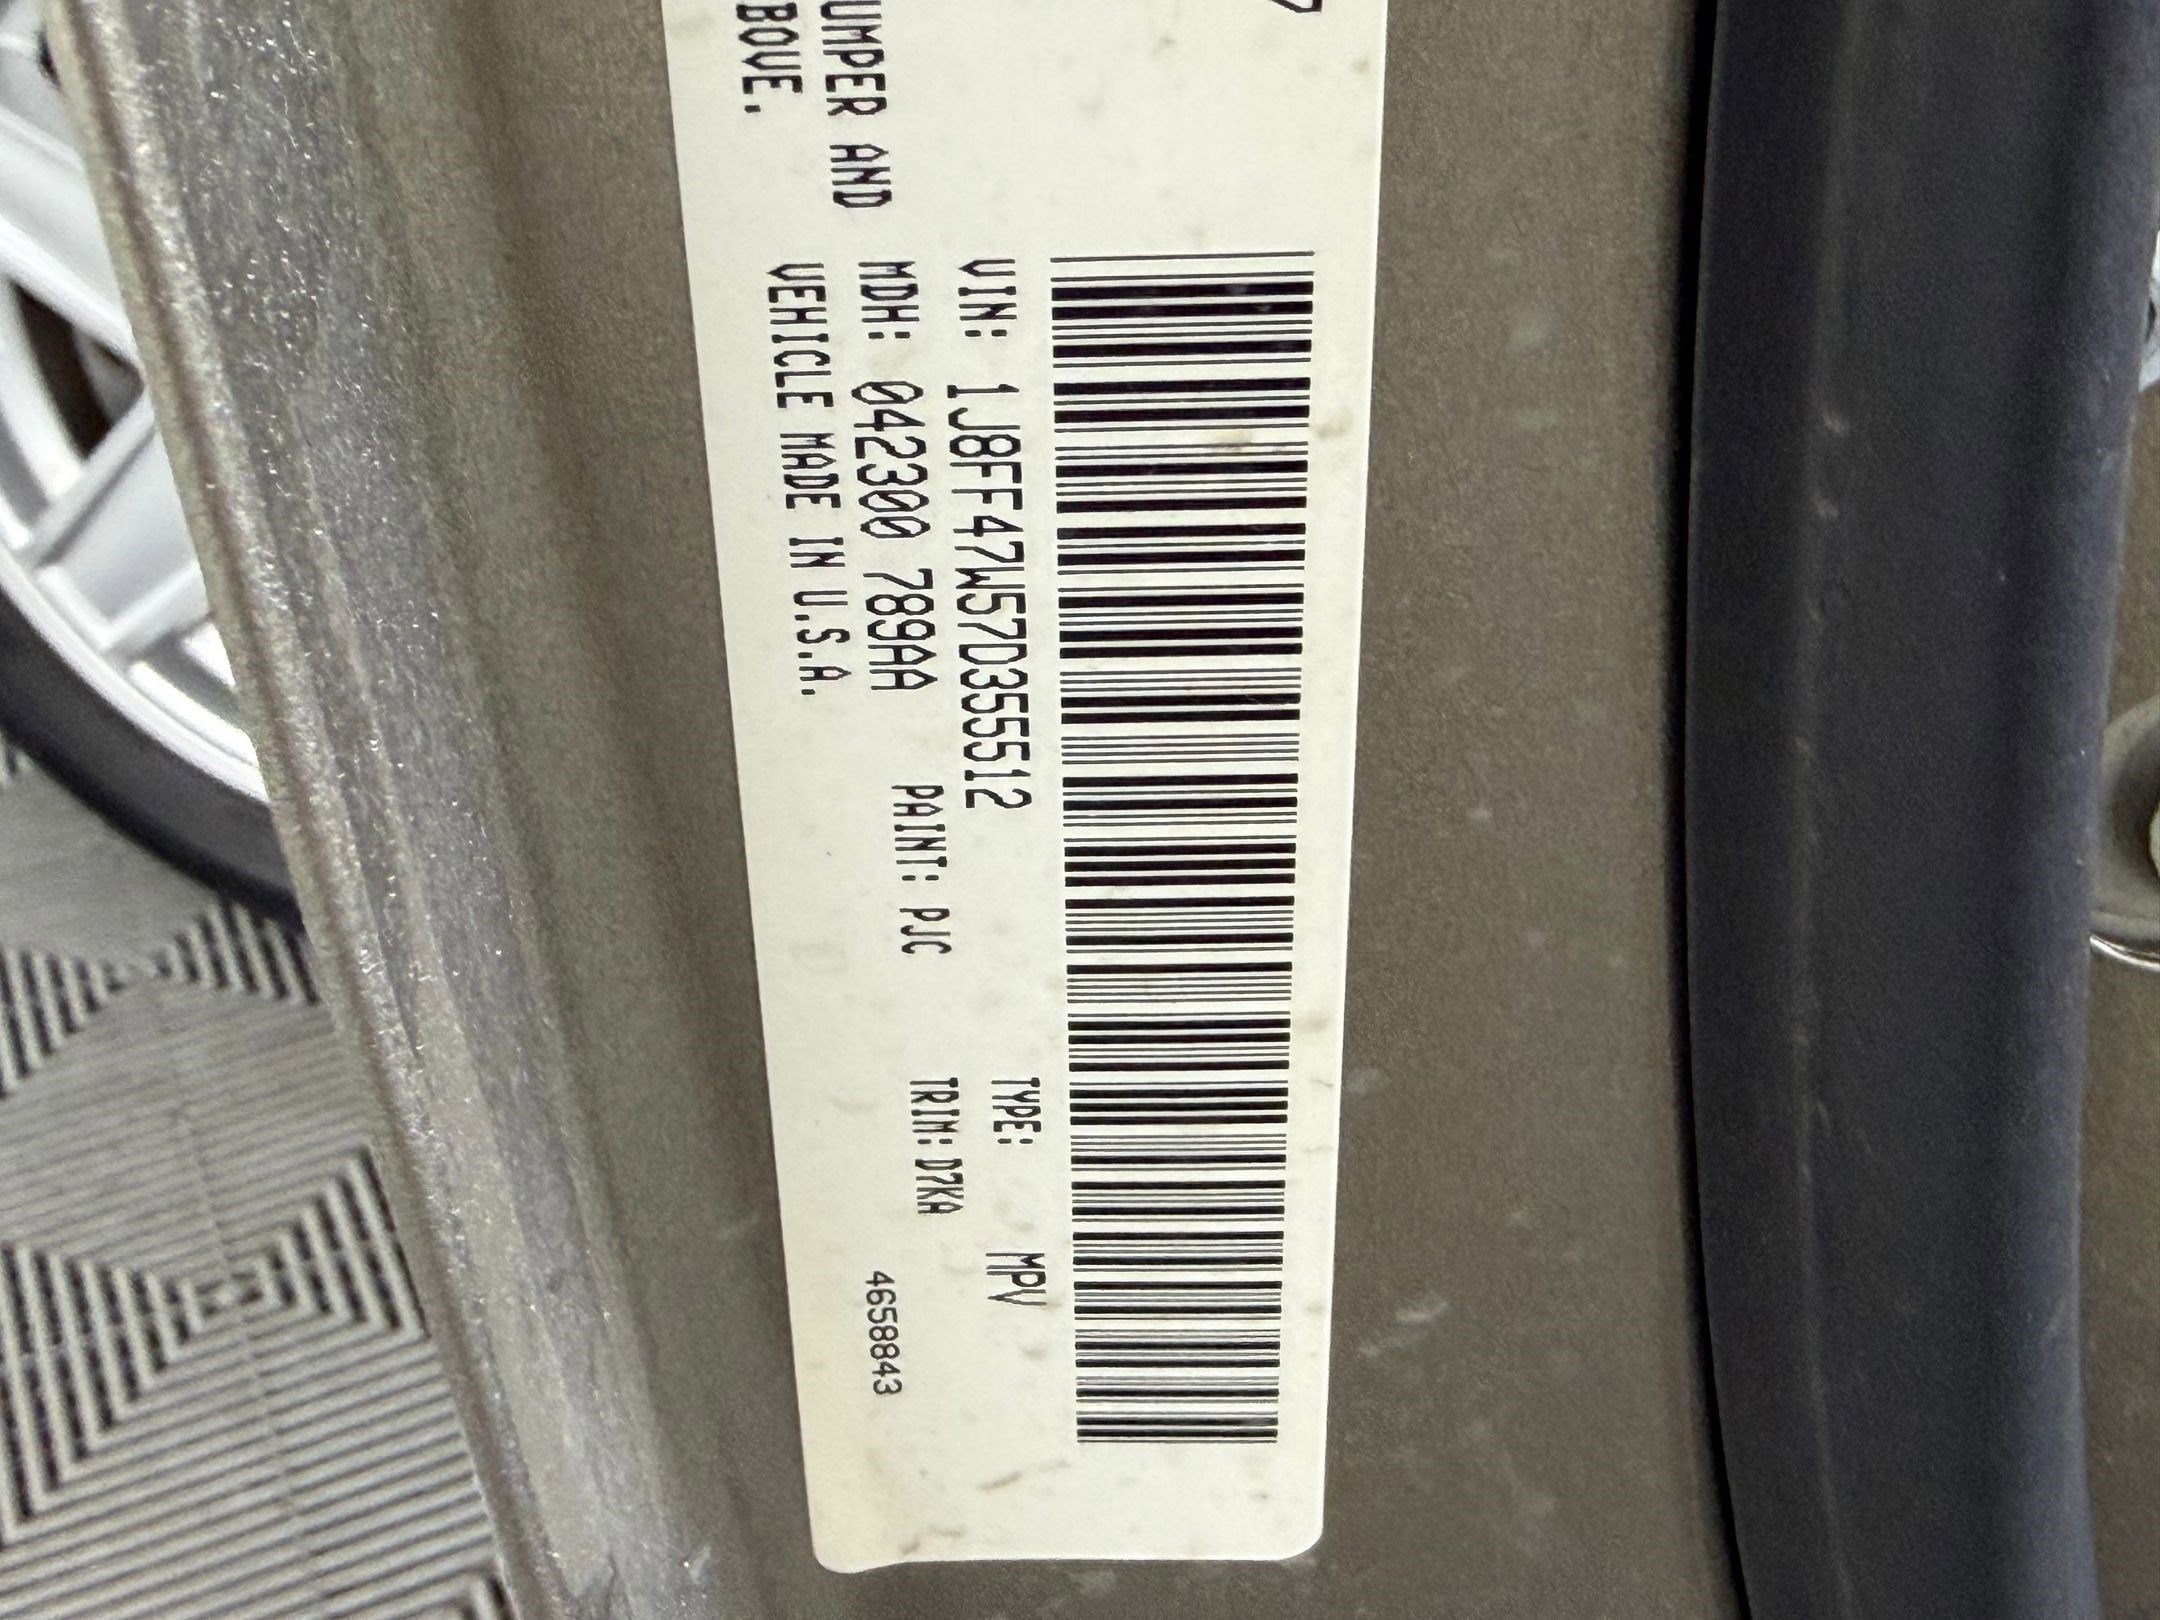 UMPER AND
BOVE.
VIN: 1J8FF47W57D355512
TYPE: MPV
MDH: 042300 789AA
PAINT: PJC
TRIM: D7KA
VEHICLE MADE IN U.S.A.
4658843